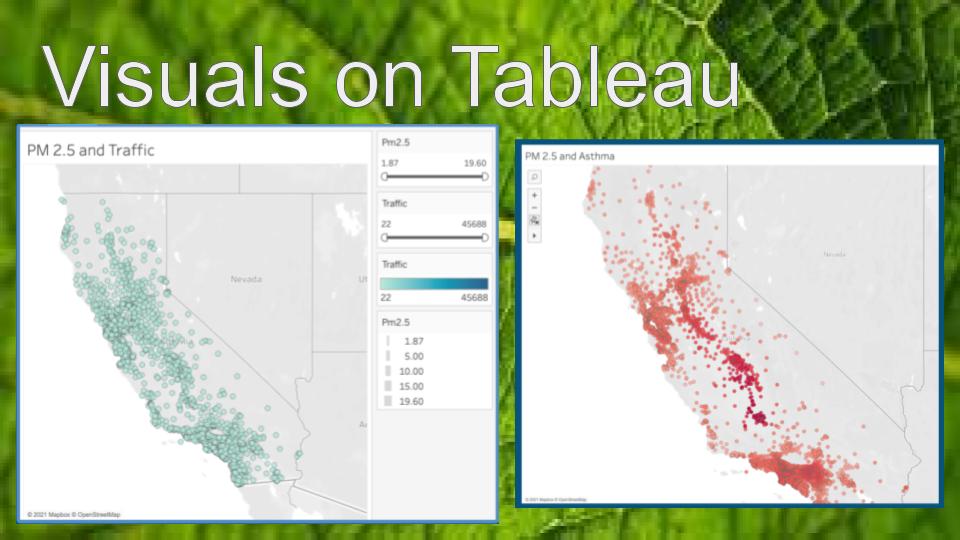 Visuals on Tableau
PM 2.5 and Traffic
Nevada
Ut
Ar
© 2021 Mapbox © OpenStreetMap
Pm2.5
1.87 19.60
Traffic
22 45688
Traffic
22 45688
Pm2.5
1.87
5.00
10.00
15.00
19.60
PM 2.5 and Asthma
Nevada
© 2021 Mapbox © OpenStreetMap